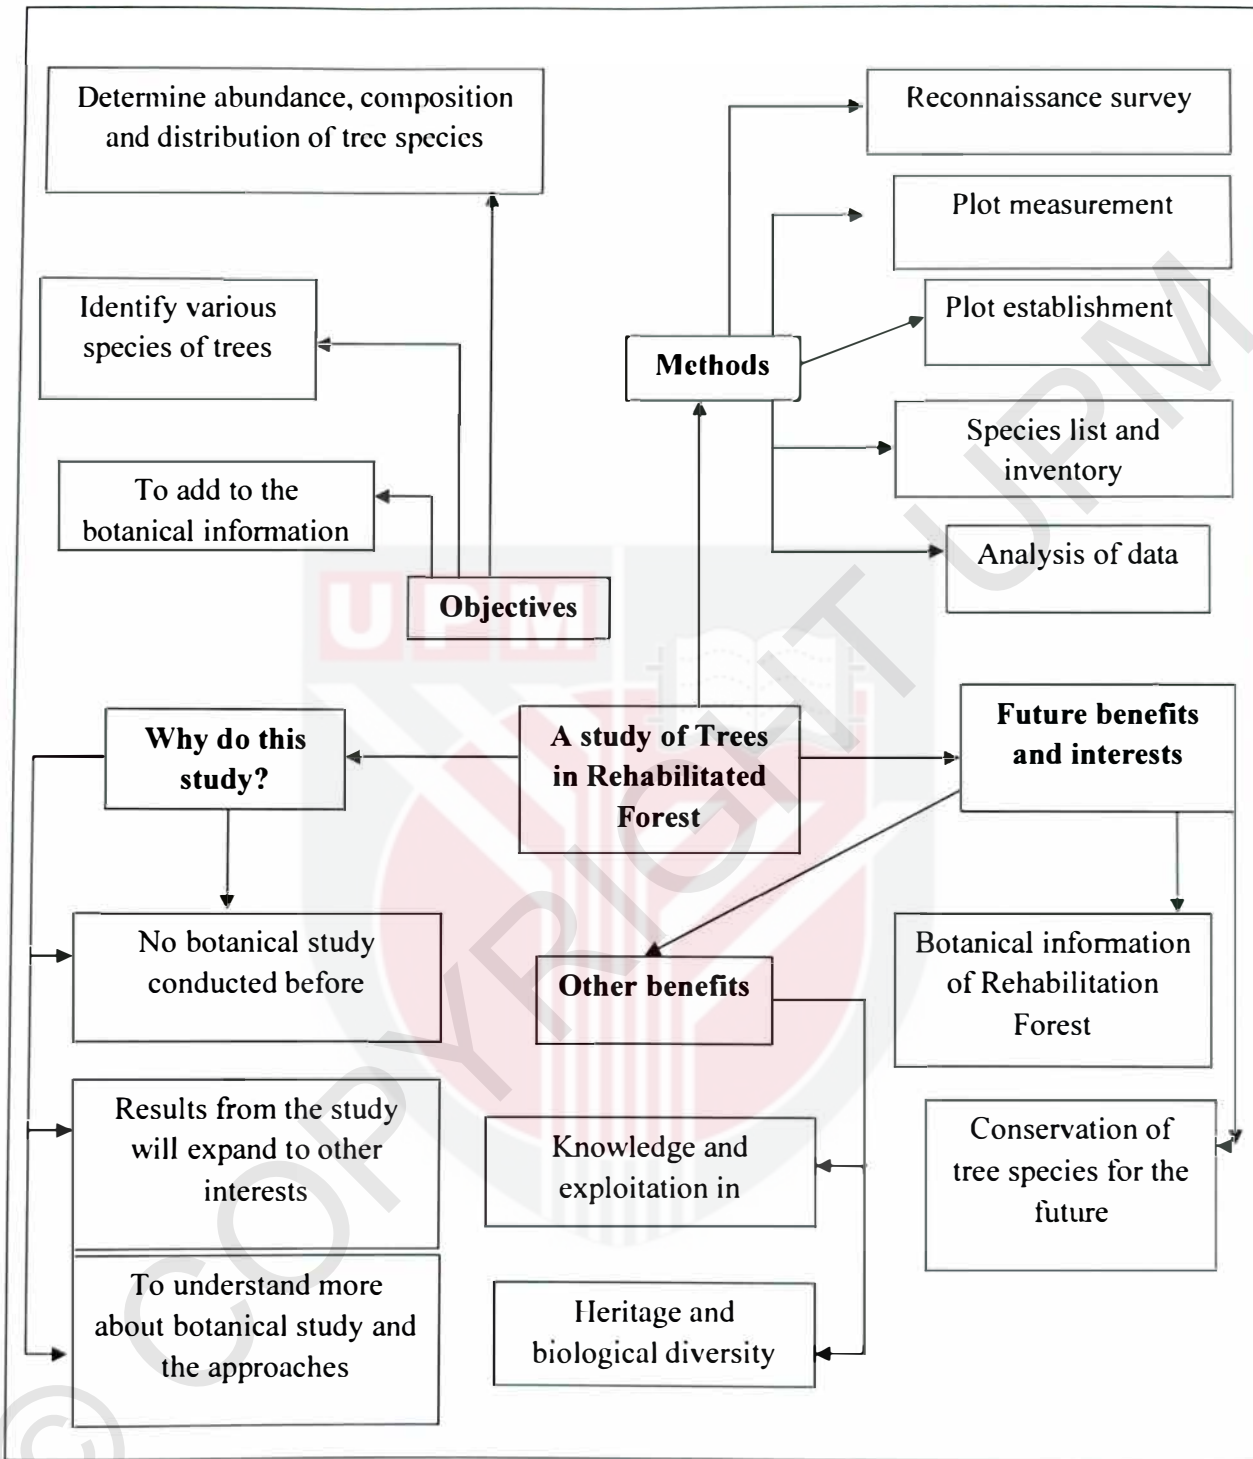 Determine abundance, composition
and distribution of tree species
Reconnaissance survey
Plot measurement
Identify various
species of trees
Plot establishment
Methods
Species list and
inventory
To add to the
botanical information
Analysis of data
Objectives
UPM
Why do this
study?
A study of Trees
in Rehabilitated
Forest
Future benefits
and interests
No botanical study
conducted before
Other benefits
Botanical information
of Rehabilitation
Forest
Results from the study
will expand to other
interests
Knowledge and
exploitation in
Conservation of
tree species for the
future
To understand more
about botanical study and
the approaches
Heritage and
biological diversity
© COPYRIGHT UPM